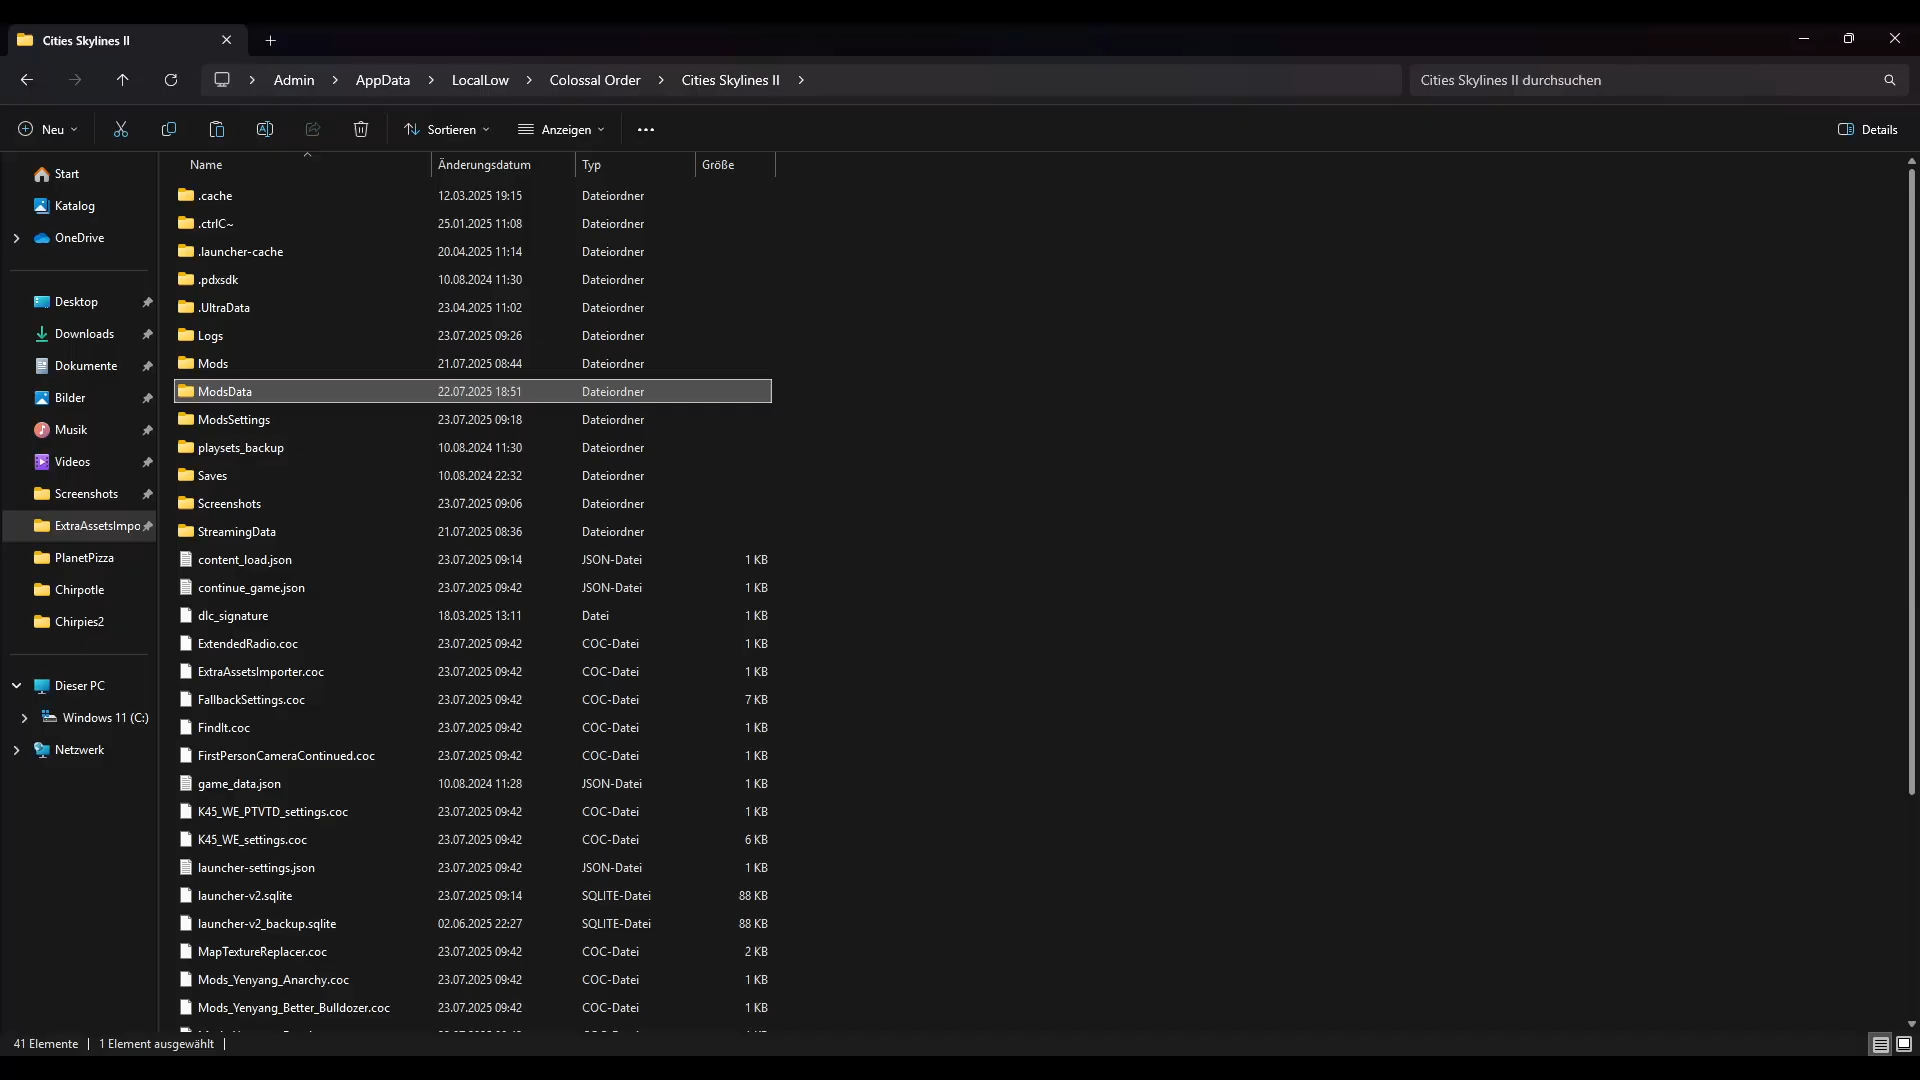 Cities Skylines II
Admin > AppData > LocalLow > Colossal Order > Cities Skylines II >
Cities Skylines II durchsuchen
Neu
Sortieren
Anzeigen
Details
Start
Katalog
OneDrive
Desktop
Downloads
Dokumente
Bilder
Musik
Videos
Screenshots
ExtraAssetsImpo
PlanetPizza
Chirpotle
Chirpies2
Dieser PC
Windows 11 (C:)
Netzwerk
Name Änderungsdatum Typ Größe
.cache 12.03.2025 19:15 Dateiordner
.ctrlC~ 25.01.2025 11:08 Dateiordner
.launcher-cache 20.04.2025 11:14 Dateiordner
.pdxsdk 10.08.2024 11:30 Dateiordner
.UltraData 23.04.2025 11:02 Dateiordner
Logs 23.07.2025 09:26 Dateiordner
Mods 21.07.2025 08:44 Dateiordner
ModsData 22.07.2025 18:51 Dateiordner
ModsSettings 23.07.2025 09:18 Dateiordner
playsets_backup 10.08.2024 11:30 Dateiordner
Saves 10.08.2024 22:32 Dateiordner
Screenshots 23.07.2025 09:06 Dateiordner
StreamingData 21.07.2025 08:36 Dateiordner
content_load.json 23.07.2025 09:14 JSON-Datei 1 KB
continue_game.json 23.07.2025 09:42 JSON-Datei 1 KB
dlc_signature 18.03.2025 13:11 Datei 1 KB
ExtendedRadio.coc 23.07.2025 09:42 COC-Datei 1 KB
ExtraAssetsImporter.coc 23.07.2025 09:42 COC-Datei 1 KB
FallbackSettings.coc 23.07.2025 09:42 COC-Datei 7 KB
FindIt.coc 23.07.2025 09:42 COC-Datei 1 KB
FirstPersonCameraContinued.coc 23.07.2025 09:42 COC-Datei 1 KB
game_data.json 10.08.2024 11:28 JSON-Datei 1 KB
K45_WE_PTVTD_settings.coc 23.07.2025 09:42 COC-Datei 1 KB
K45_WE_settings.coc 23.07.2025 09:42 COC-Datei 6 KB
launcher-settings.json 23.07.2025 09:42 JSON-Datei 1 KB
launcher-v2.sqlite 23.07.2025 09:14 SQLITE-Datei 88 KB
launcher-v2_backup.sqlite 02.06.2025 22:27 SQLITE-Datei 88 KB
MapTextureReplacer.coc 23.07.2025 09:42 COC-Datei 2 KB
Mods_Yenyang_Anarchy.coc 23.07.2025 09:42 COC-Datei 1 KB
Mods_Yenyang_Better_Bulldozer.coc 23.07.2025 09:42 COC-Datei 1 KB
41 Elemente | 1 Element ausgewählt |